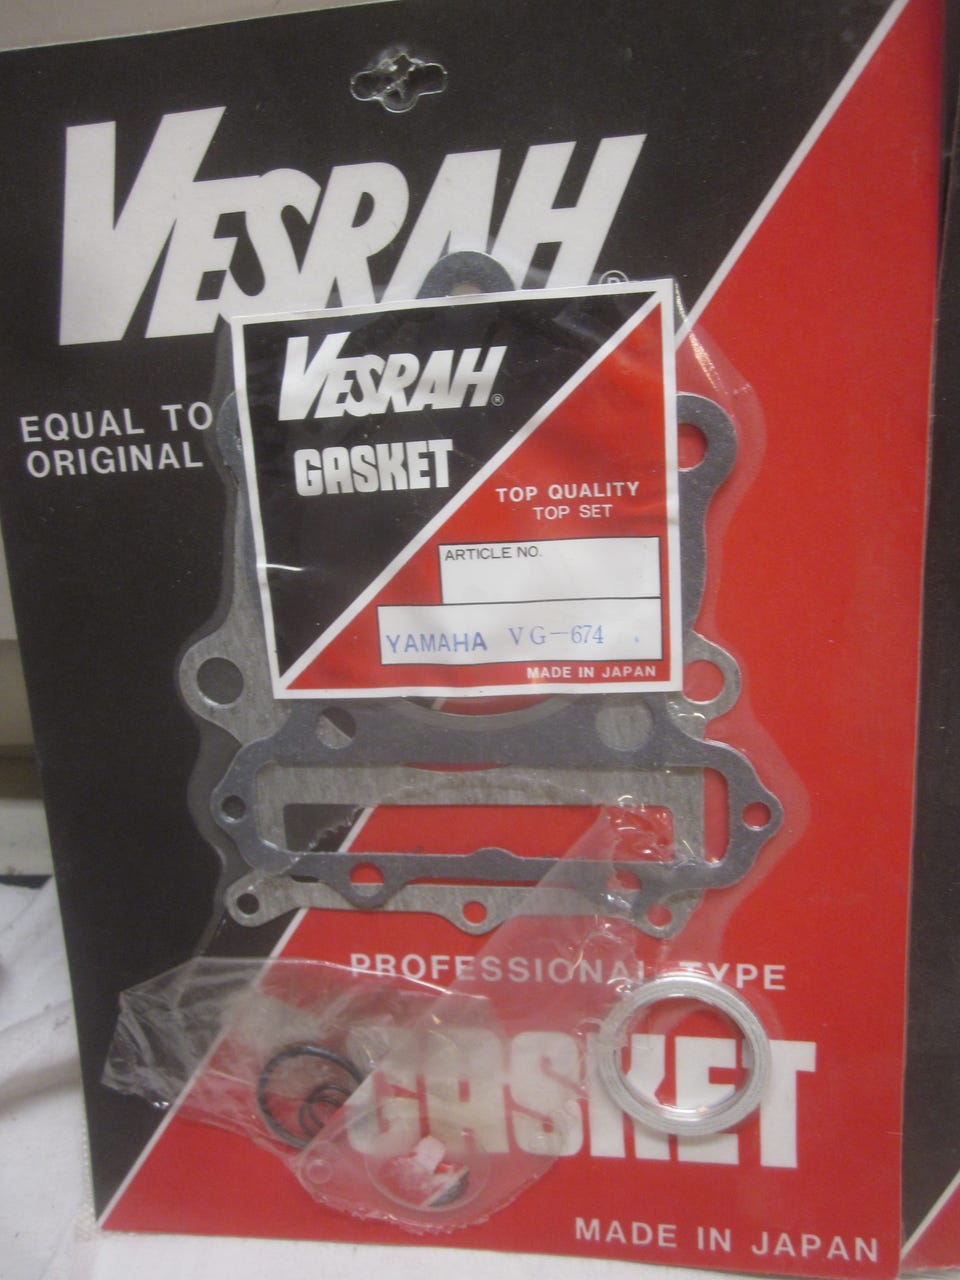 VESRAH ®
EQUAL TO
ORIGINAL
VESRAH ®
GASKET
TOP QUALITY
TOP SET
ARTICLE NO.
YAMAHA VG-674
MADE IN JAPAN
PROFESSIONAL TYPE
GASKET
MADE IN JAPAN